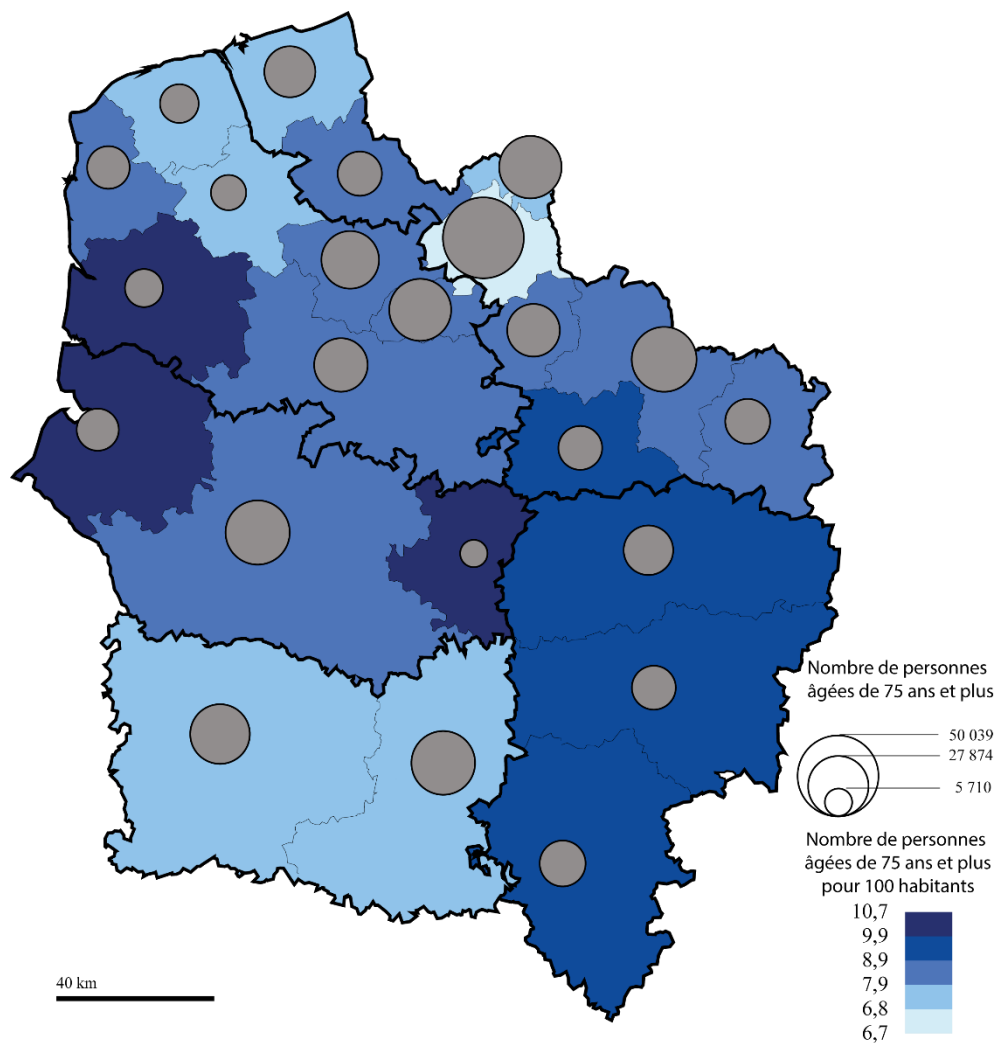 Nombre de personnes
âgées de 75 ans et plus
50 039
27 874
5 710
Nombre de personnes
âgées de 75 ans et plus
pour 100 habitants
10,7
9,9
8,9
7,9
6,8
6,7
40 km